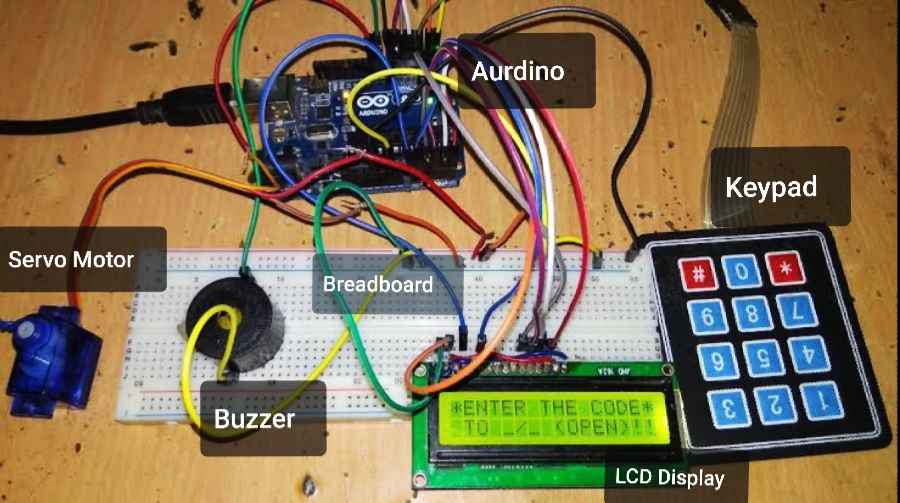 Aurdino
ARDUINO
Keypad
Servo Motor
Breadboard
Buzzer
# 0 *
9 8 7
6 5 4
3 2 1
*ENTER THE CODE*
TO _/_ (OPEN)!!
LCD Display